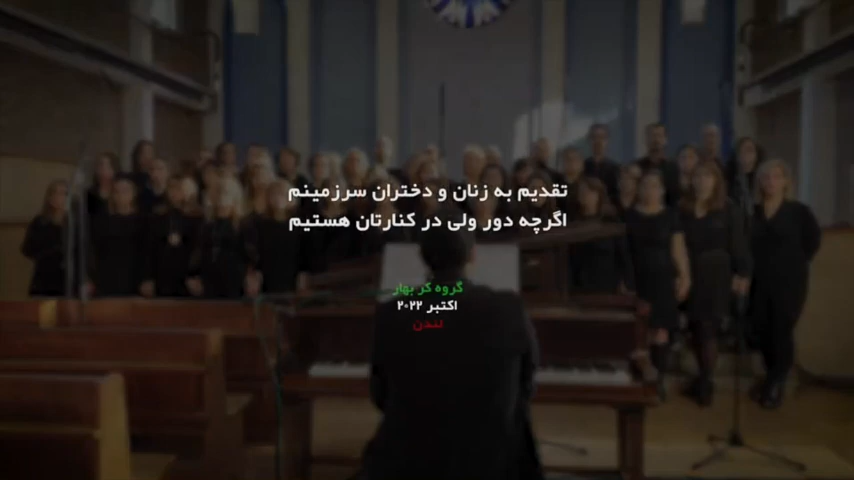 تقدیم به زنان و دختران سرزمینم
اگرچه دور ولی در کنارتان هستیم
گروه کر بهار
اکتبر ۲۰۲۲
لندن